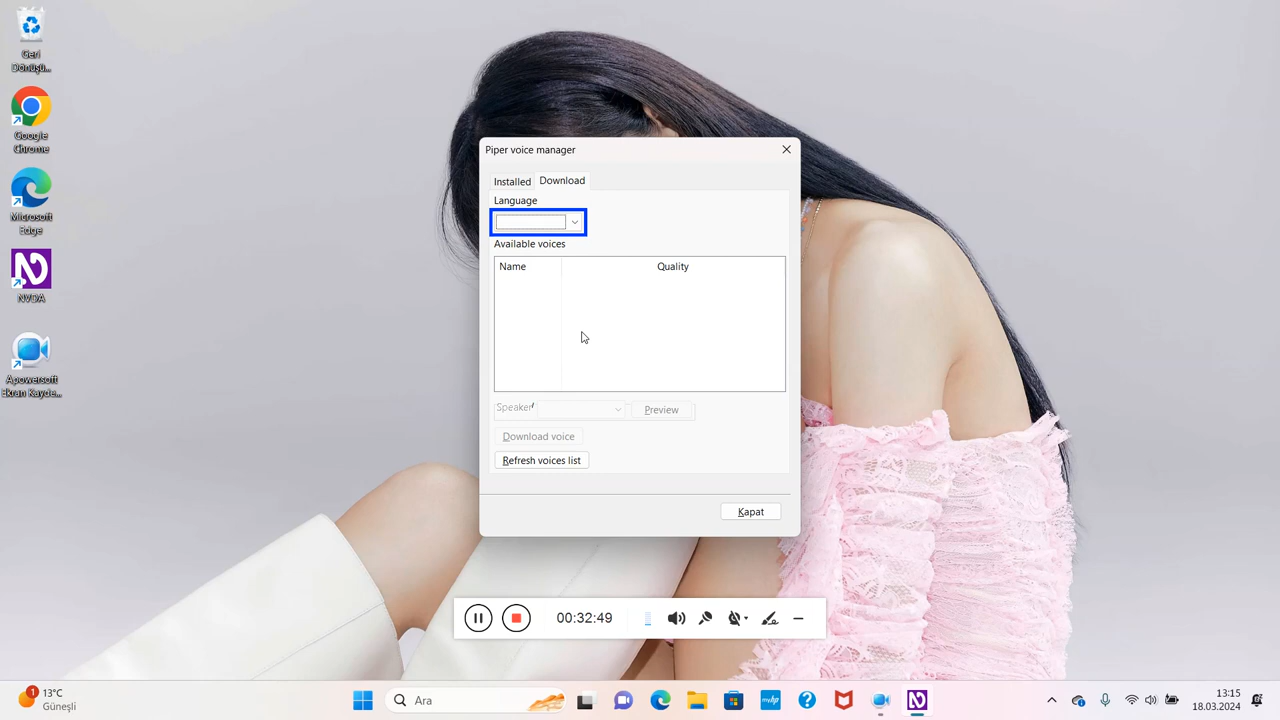 Geri
Dönüşü...
Google
Chrome
Microsoft
Edge
NVDA
Apowersoft
Ekran Kayde...
Piper voice manager
Installed
Download
Language
Available voices
Name
Quality
Speaker
Preview
Download voice
Refresh voices list
Kapat
00:32:49
1
13°C
Güneşli
Ara
13:15
18.03.2024